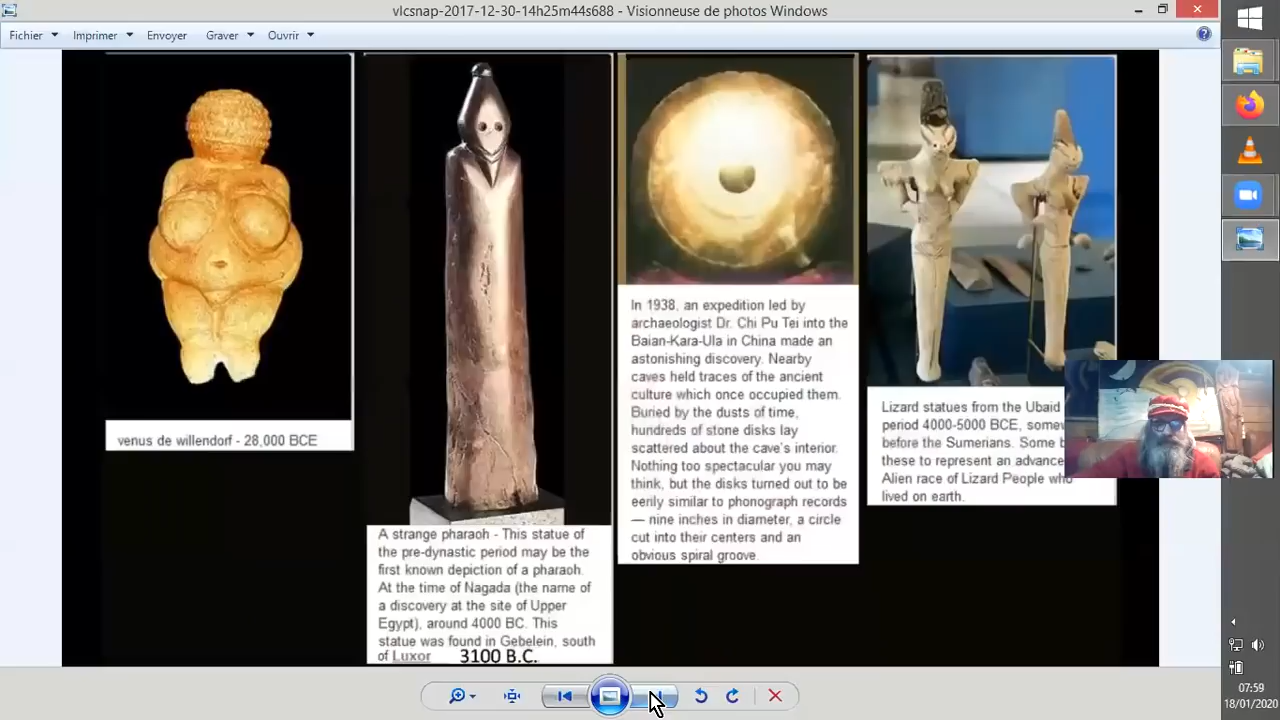 vlcsnap-2017-12-30-14h25m44s688 - Visionneuse de photos Windows
Fichier Imprimer Envoyer Graver Ouvrir
venus de willendorf - 28,000 BCE
A strange pharaoh - This statue of
the pre-dynastic period may be the
first known depiction of a pharaoh.
At the time of Nagada (the name of
a discovery at the site of Upper
Egypt), around 4000 BC. This
statue was found in Gebelein, south
of Luxor 3100 B.C.
In 1938, an expedition led by
archaeologist Dr. Chi Pu Tei into the
Baian-Kara-Ula in China made an
astonishing discovery. Nearby
caves held traces of the ancient
culture which once occupied them.
Buried by the dusts of time,
hundreds of stone disks lay
scattered about the cave's interior.
Nothing too spectacular you may
think, but the disks turned out to be
eerily similar to phonograph records
— nine inches in diameter, a circle
cut into their centers and an
obvious spiral groove.
Lizard statues from the Ubaid
period 4000-5000 BCE,
before the Sumerians. Some
these to represent an
Alien race of Lizard People who
lived on earth.
07:59
18/01/2020